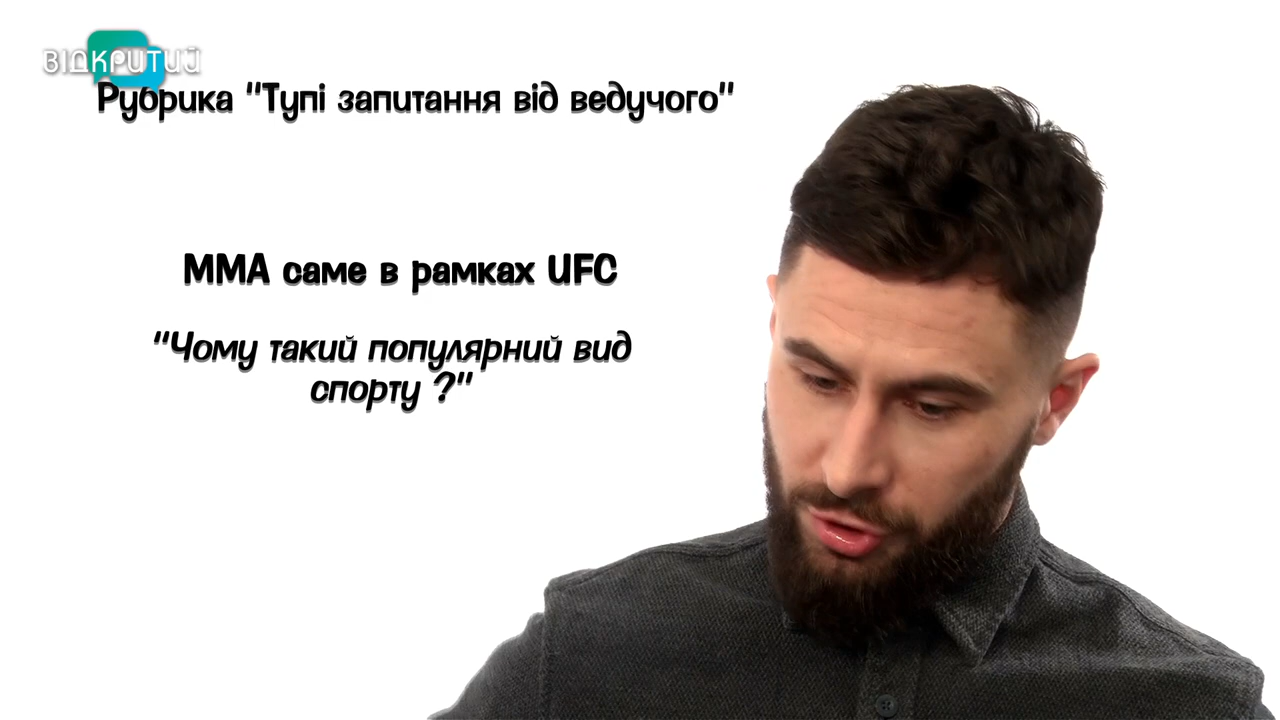 ВІДКРИТИЙ
Рубрика "Тупі запитання від ведучого"
ММА саме в рамках UFC
"Чому такий популярний вид
спорту ?"